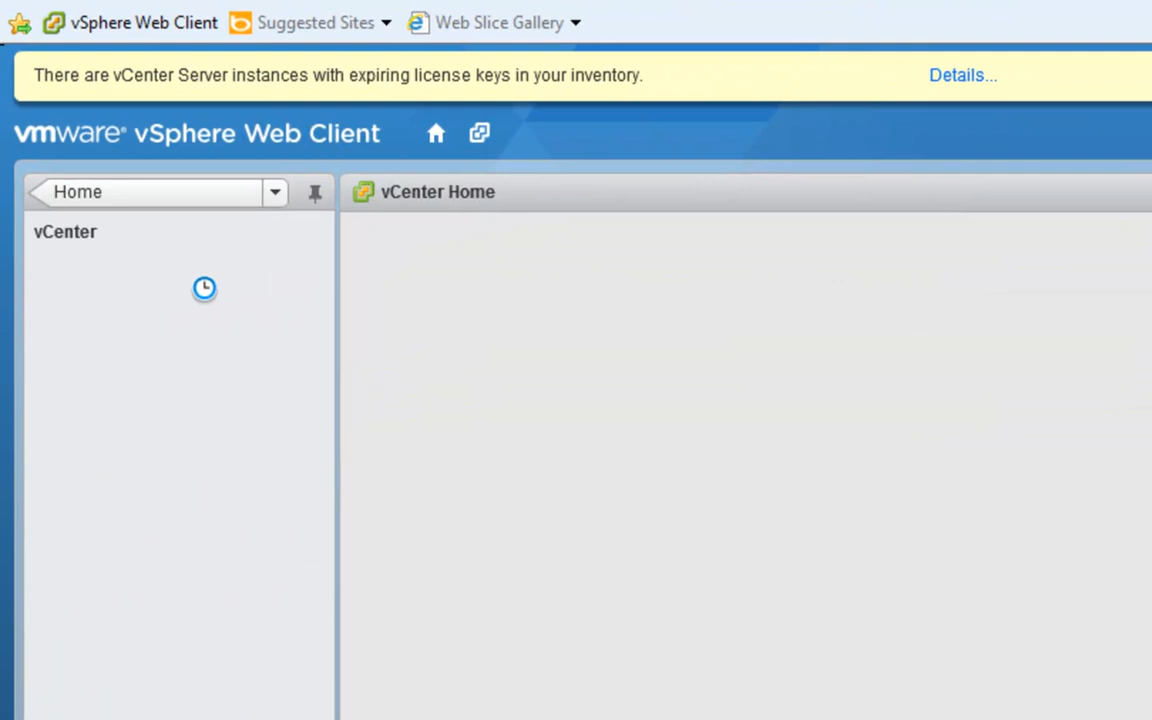 vSphere Web Client Suggested Sites Web Slice Gallery
There are vCenter Server instances with expiring license keys in your inventory. Details...
vmware® vSphere Web Client
Home vCenter Home
vCenter